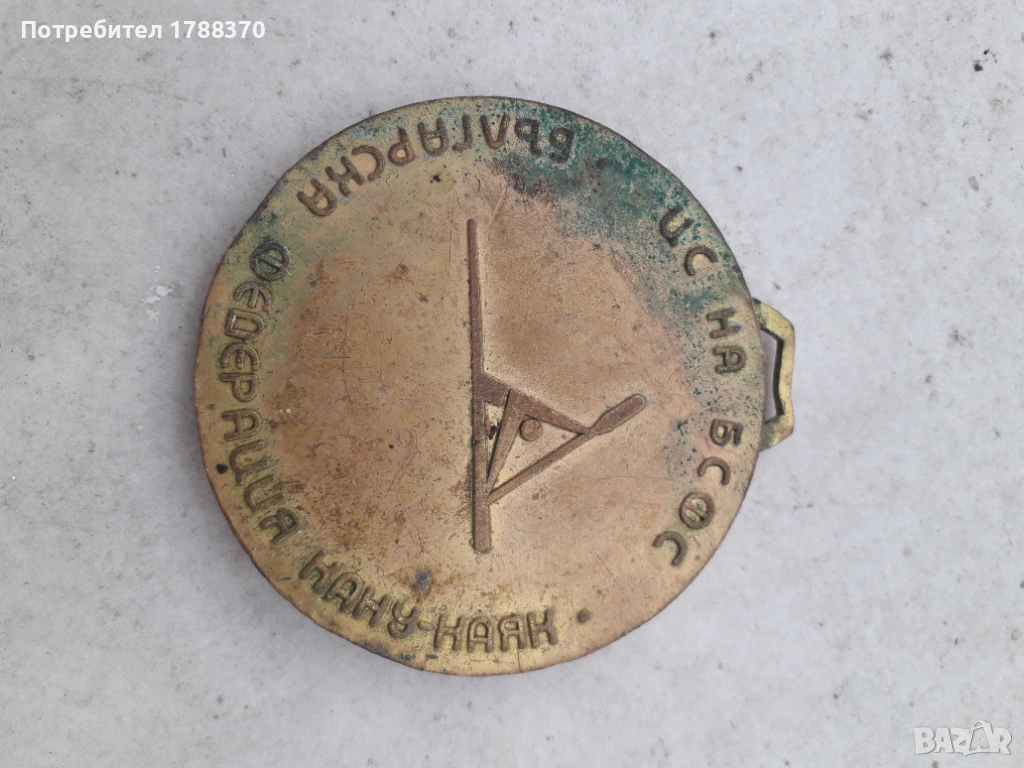 Потребител 1788370
ЦС НА БСФС
БЪЛГАРСКА ФЕДЕРАЦИЯ КАНУ-КАЯК
BAZAR